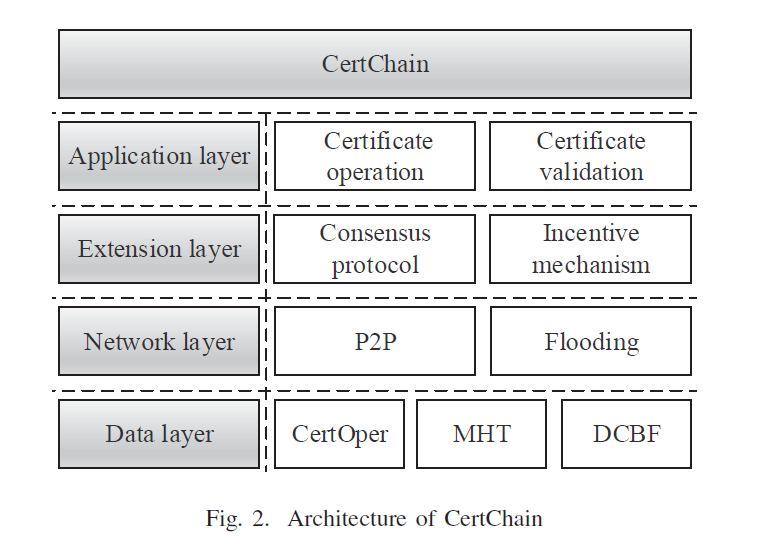 CertChain
Application layer
Certificate
operation
Certificate
validation
Extension layer
Consensus
protocol
Incentive
mechanism
Network layer
P2P
Flooding
Data layer
CertOper
MHT
DCBF
Fig. 2. Architecture of CertChain